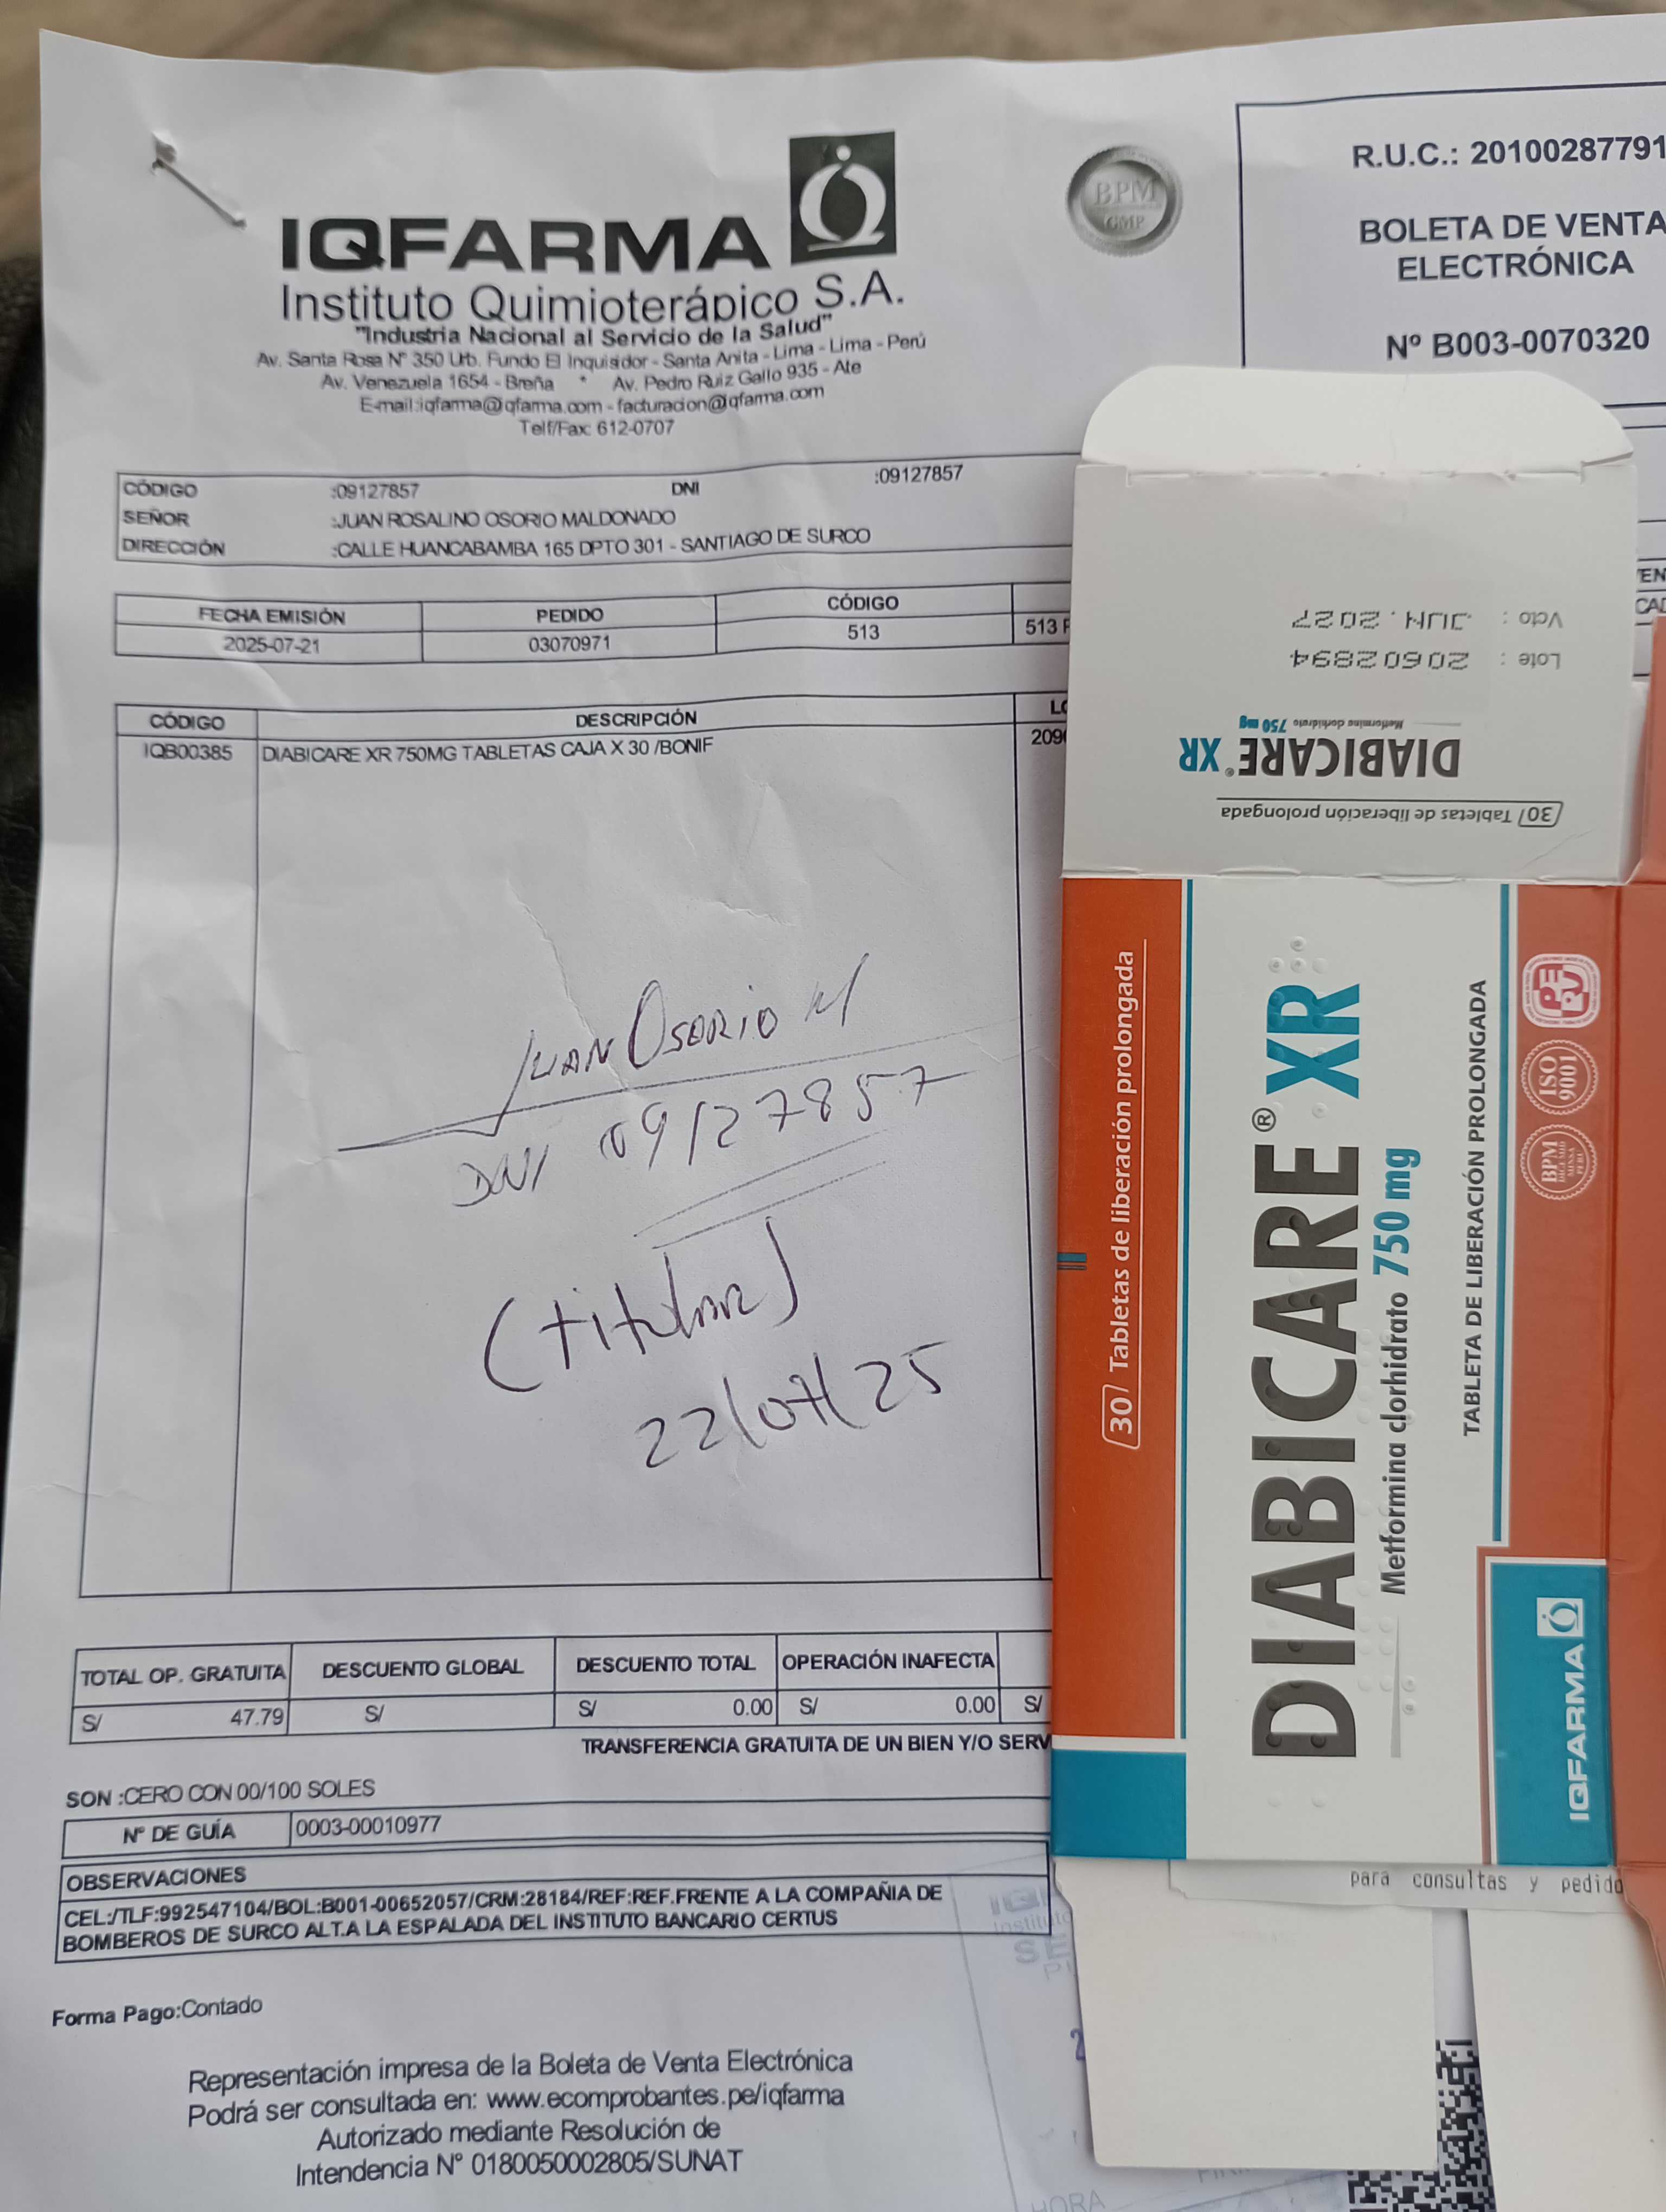 IQFARMA
Instituto Quimioterápico S.A.
"Industria Nacional al Servicio de la Salud"
Av. Santa Rosa N° 350 Urb. Fundo El Inquisidor - Santa Anita - Lima - Lima - Perú
Av. Venezuela 1654 - Breña * Av. Pedro Ruiz Gallo 935 - Ate
E-mail:iqfarma@iqfarma.com - facturacion@iqfarma.com
Telf/Fax: 612-0707
BPM
GMP
R.U.C.: 20100287791
BOLETA DE VENTA
ELECTRÓNICA
Nº B003-0070320
CÓDIGO :09127857 DNI :09127857
SEÑOR :JUAN ROSALINO OSORIO MALDONADO
DIRECCIÓN :CALLE HUANCABAMBA 165 DPTO 301 - SANTIAGO DE SURCO
FECHA EMISIÓN PEDIDO CÓDIGO
2025-07-21 03070971 513 513
CÓDIGO DESCRIPCIÓN
IQB00385 DIABICARE XR 750MG TABLETAS CAJA X 30 /BONIF 209
JUAN OSORIO M
DNI 09127857
(titular)
22/07/25
TOTAL OP. GRATUITA DESCUENTO GLOBAL DESCUENTO TOTAL OPERACIÓN INAFECTA
S/ 47.79 S/ S/ 0.00 S/ 0.00 S/
TRANSFERENCIA GRATUITA DE UN BIEN Y/O SERV
SON :CERO CON 00/100 SOLES
N° DE GUÍA 0003-00010977
OBSERVACIONES
CEL:/TLF:992547104/BOL:B001-00652057/CRM:28184/REF:REF.FRENTE A LA COMPAÑIA DE
BOMBEROS DE SURCO ALT.A LA ESPALADA DEL INSTITUTO BANCARIO CERTUS
Forma Pago:Contado
Representación impresa de la Boleta de Venta Electrónica
Podrá ser consultada en: www.ecomprobantes.pe/iqfarma
Autorizado mediante Resolución de
Intendencia N° 0180050002805/SUNAT
30 Tabletas de liberación prolongada
DIABICARE® XR
Metformina clorhidrato 750 mg
Lote : 20602894
Vcto : JUN.2027
30 Tabletas de liberación prolongada
DIABICARE® XR
Metformina clorhidrato 750 mg
TABLETA DE LIBERACIÓN PROLONGADA
PERU
ISO
9001
BPM
IQFARMA
para consultas y pedido
HORA